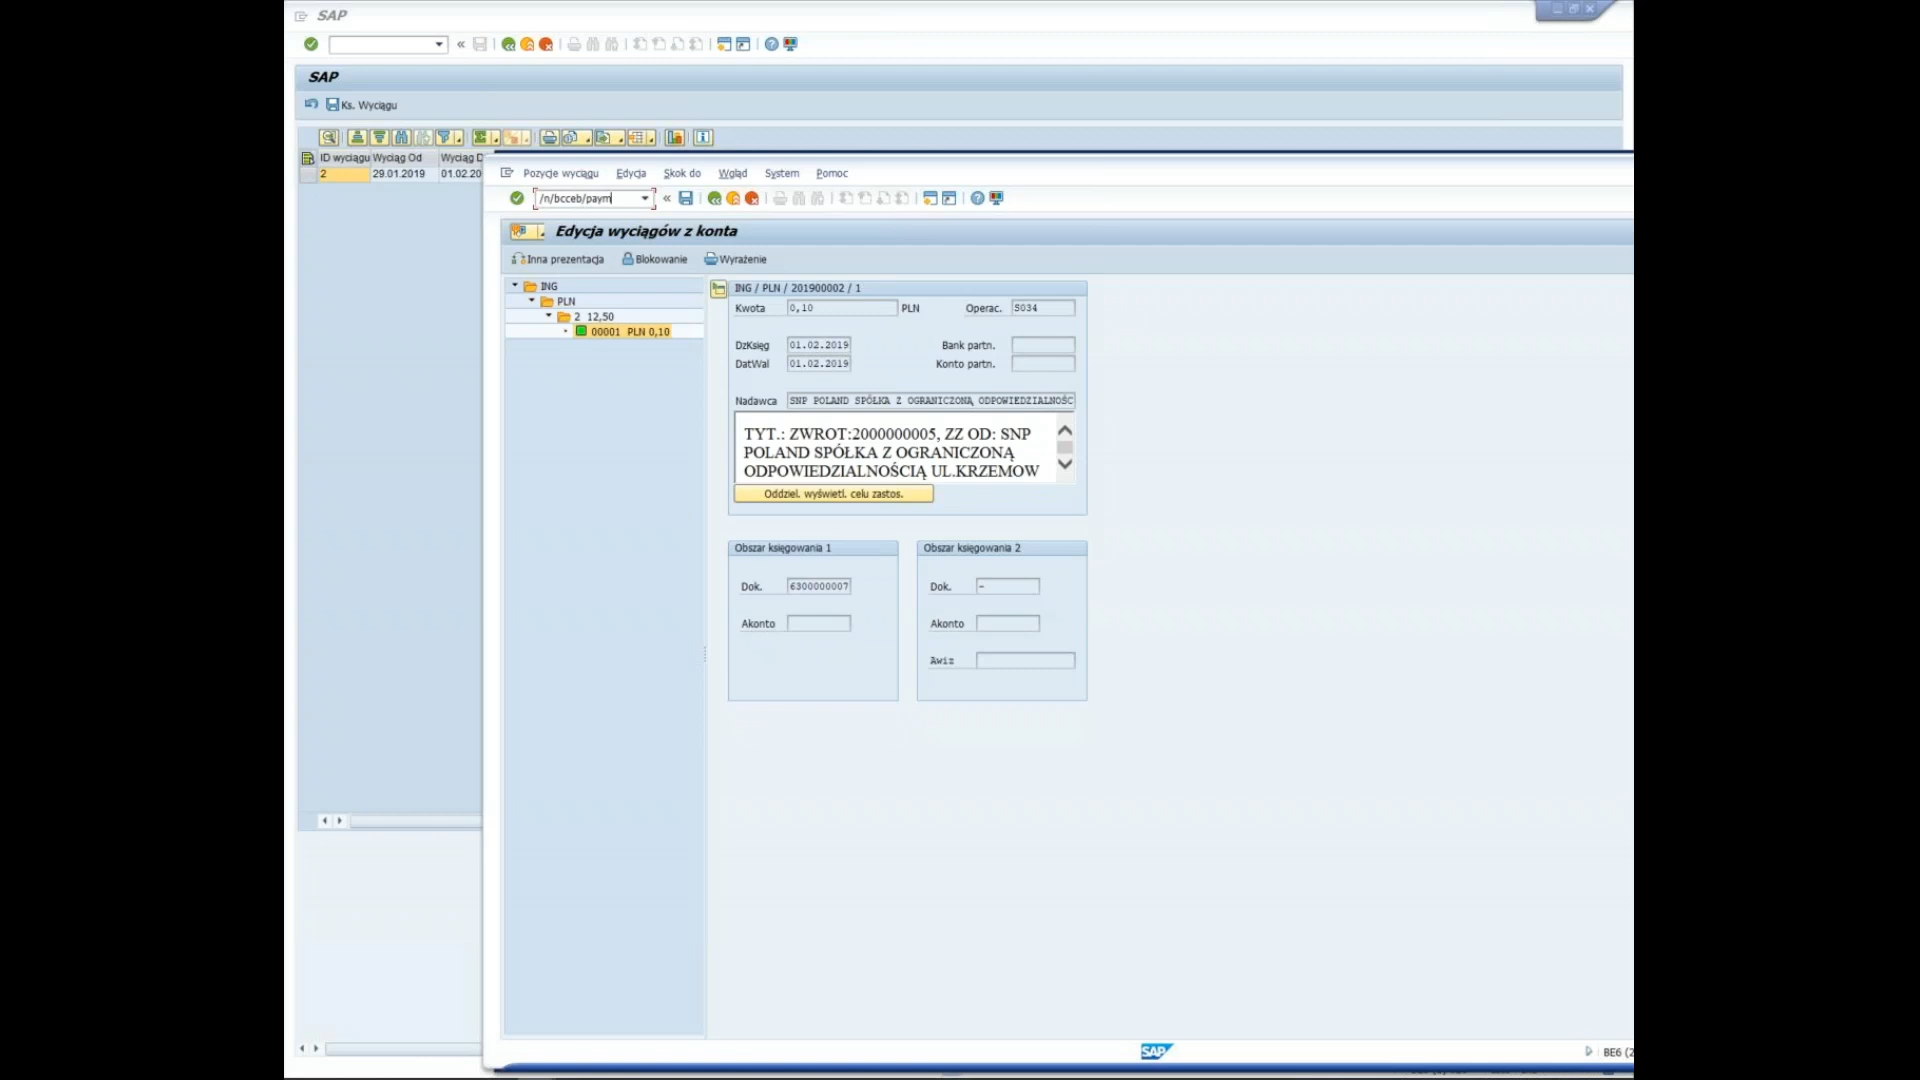 SAP
SAP
Ks. Wyciągu
ID wyciągu Wyciąg Od Wyciąg D
2 29.01.2019 01.02.20
Pozycje wyciągu Edycja Skok do Wgląd System Pomoc
/n/bcceb/paym
Edycja wyciągów z konta
Inna prezentacja Blokowanie Wyrażenie
ING
PLN
2 12,50
00001 PLN 0,10
ING / PLN / 201900002 / 1
Kwota 0,10 PLN Operac. S034
DzKsięg 01.02.2019 Bank partn.
DatWal 01.02.2019 Konto partn.
Nadawca SNP POLAND SPÓŁKA Z OGRANICZONĄ ODPOWIEDZIALNOŚC
TYT.: ZWROT:2000000005, ZZ OD: SNP
POLAND SPÓŁKA Z OGRANICZONĄ
ODPOWIEDZIALNOŚCIĄ UL.KRZEMOW
Oddziel. wyświetl. celu zastos.
Obszar księgowania 1 Obszar księgowania 2
Dok. 6300000007 Dok. -
Akonto Akonto
Awiz
SAP
BE6 (2